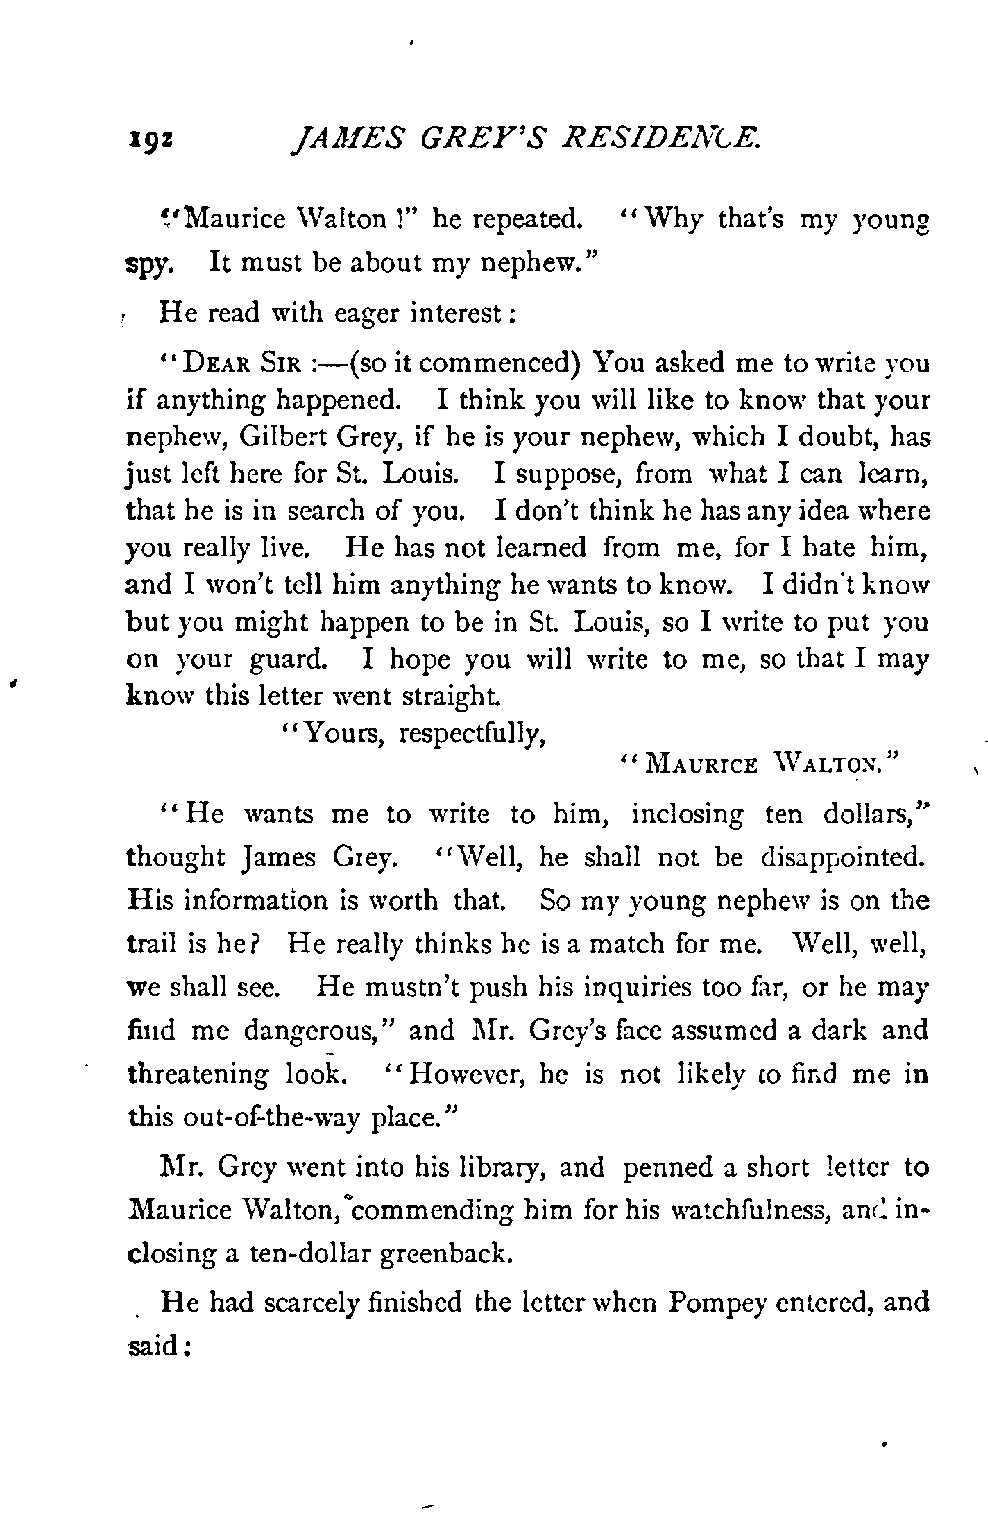 192 JAMES GREY'S RESIDENCE.
"Maurice Walton!" he repeated. "Why that's my young
spy. It must be about my nephew."
He read with eager interest:
"DEAR SIR:—(so it commenced) You asked me to write you
if anything happened. I think you will like to know that your
nephew, Gilbert Grey, if he is your nephew, which I doubt, has
just left here for St. Louis. I suppose, from what I can learn,
that he is in search of you. I don't think he has any idea where
you really live. He has not learned from me, for I hate him,
and I won't tell him anything he wants to know. I didn't know
but you might happen to be in St. Louis, so I write to put you
on your guard. I hope you will write to me, so that I may
know this letter went straight.
"Yours, respectfully,
"MAURICE WALTON."
"He wants me to write to him, inclosing ten dollars,"
thought James Grey. "Well, he shall not be disappointed.
His information is worth that. So my young nephew is on the
trail is he? He really thinks he is a match for me. Well, well,
we shall see. He mustn't push his inquiries too far, or he may
find me dangerous," and Mr. Grey's face assumed a dark and
threatening look. "However, he is not likely to find me in
this out-of-the-way place."
Mr. Grey went into his library, and penned a short letter to
Maurice Walton, commending him for his watchfulness, and in-
closing a ten-dollar greenback.
He had scarcely finished the letter when Pompey entered, and
said: